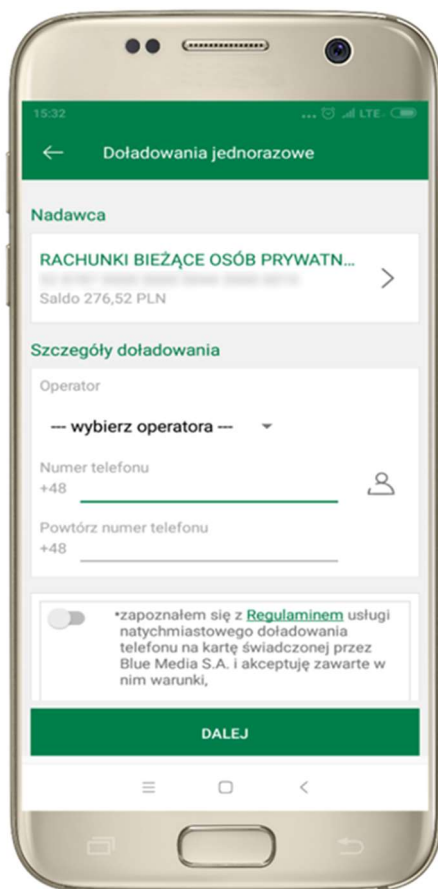 15:32
... LTE
Doładowania jednorazowe
Nadawca
RACHUNKI BIEŻĄCE OSÓB PRYWATN...
Saldo 276,52 PLN
Szczegóły doładowania
Operator
--- wybierz operatora ---
Numer telefonu
+48
Powtórz numer telefonu
+48
*zapoznałem się z Regulaminem usługi
natychmiastowego doładowania
telefonu na kartę świadczonej przez
Blue Media S.A. i akceptuję zawarte w
nim warunki,
DALEJ